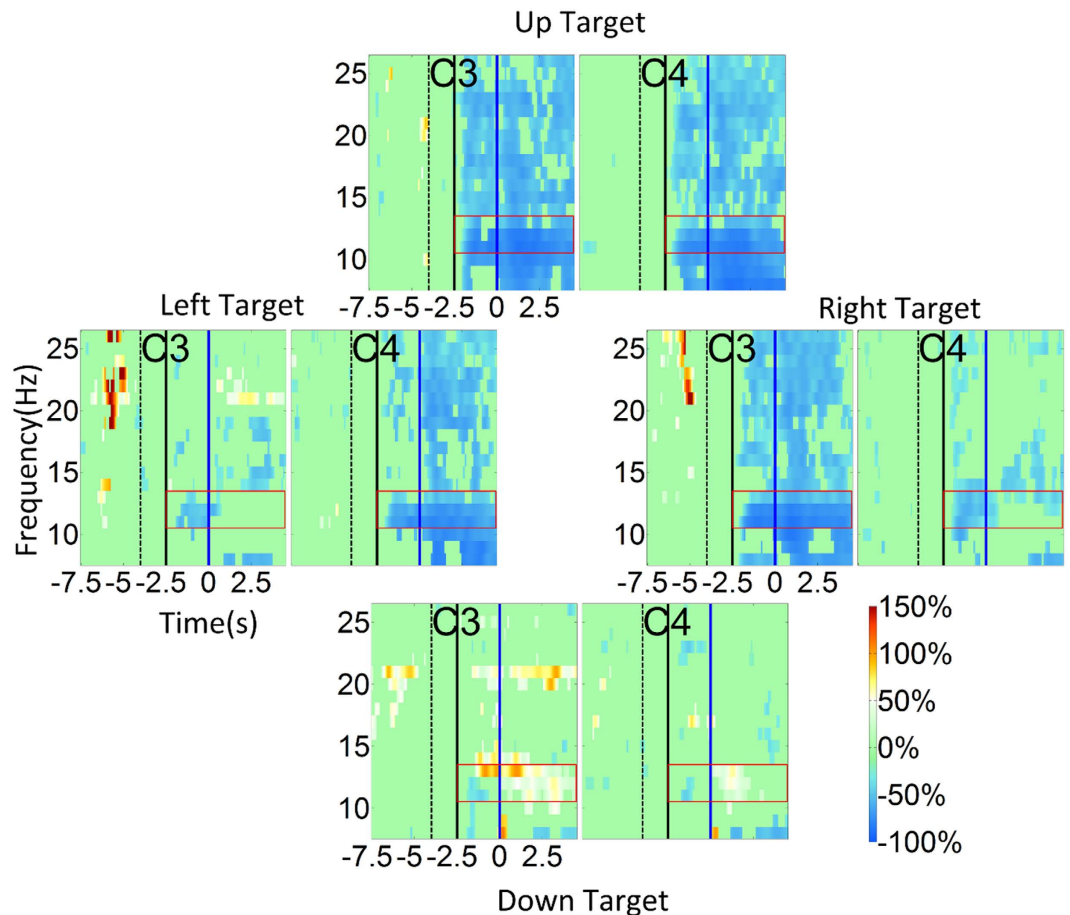 Up Target
C3 C4
25
20
15
10
-7.5 -5 -2.5 0 2.5
Left Target
Right Target
Frequency(Hz)
C3 C4 C3 C4
25 25
20 20
15 15
10 10
-7.5 -5 -2.5 0 2.5 -7.5 -5 -2.5 0 2.5
Time(s)
C3 C4
25
20
15
10
-7.5 -5 -2.5 0 2.5
150%
100%
50%
0%
-50%
-100%
Down Target